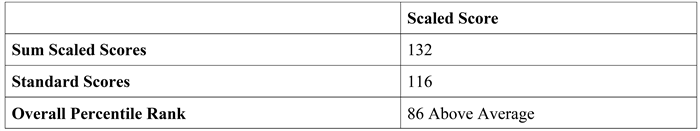 Scaled Score
Sum Scaled Scores 132
Standard Scores 116
Overall Percentile Rank 86 Above Average